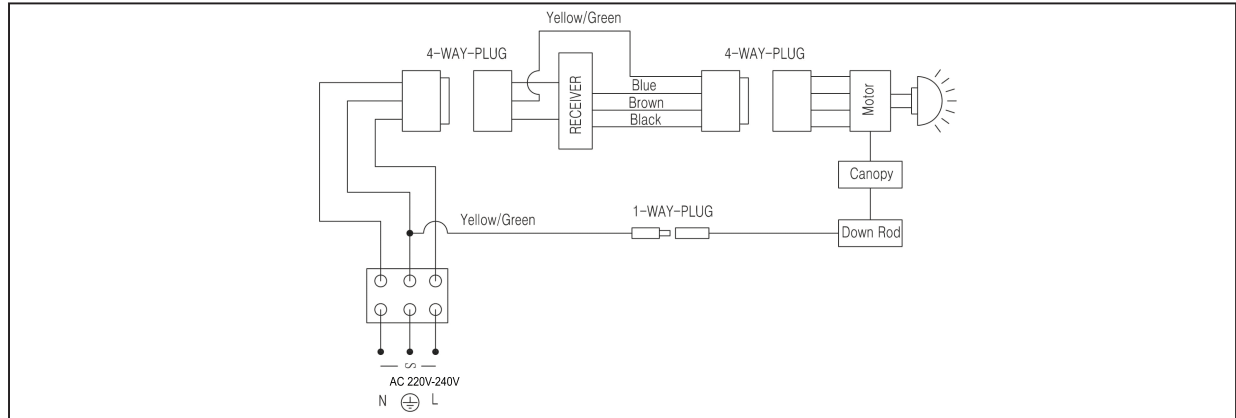 Yellow/Green
4-WAY-PLUG
4-WAY-PLUG
RECEIVER
Blue
Brown
Black
Motor
Canopy
Yellow/Green
1-WAY-PLUG
Down Rod
AC 220V-240V
N
L